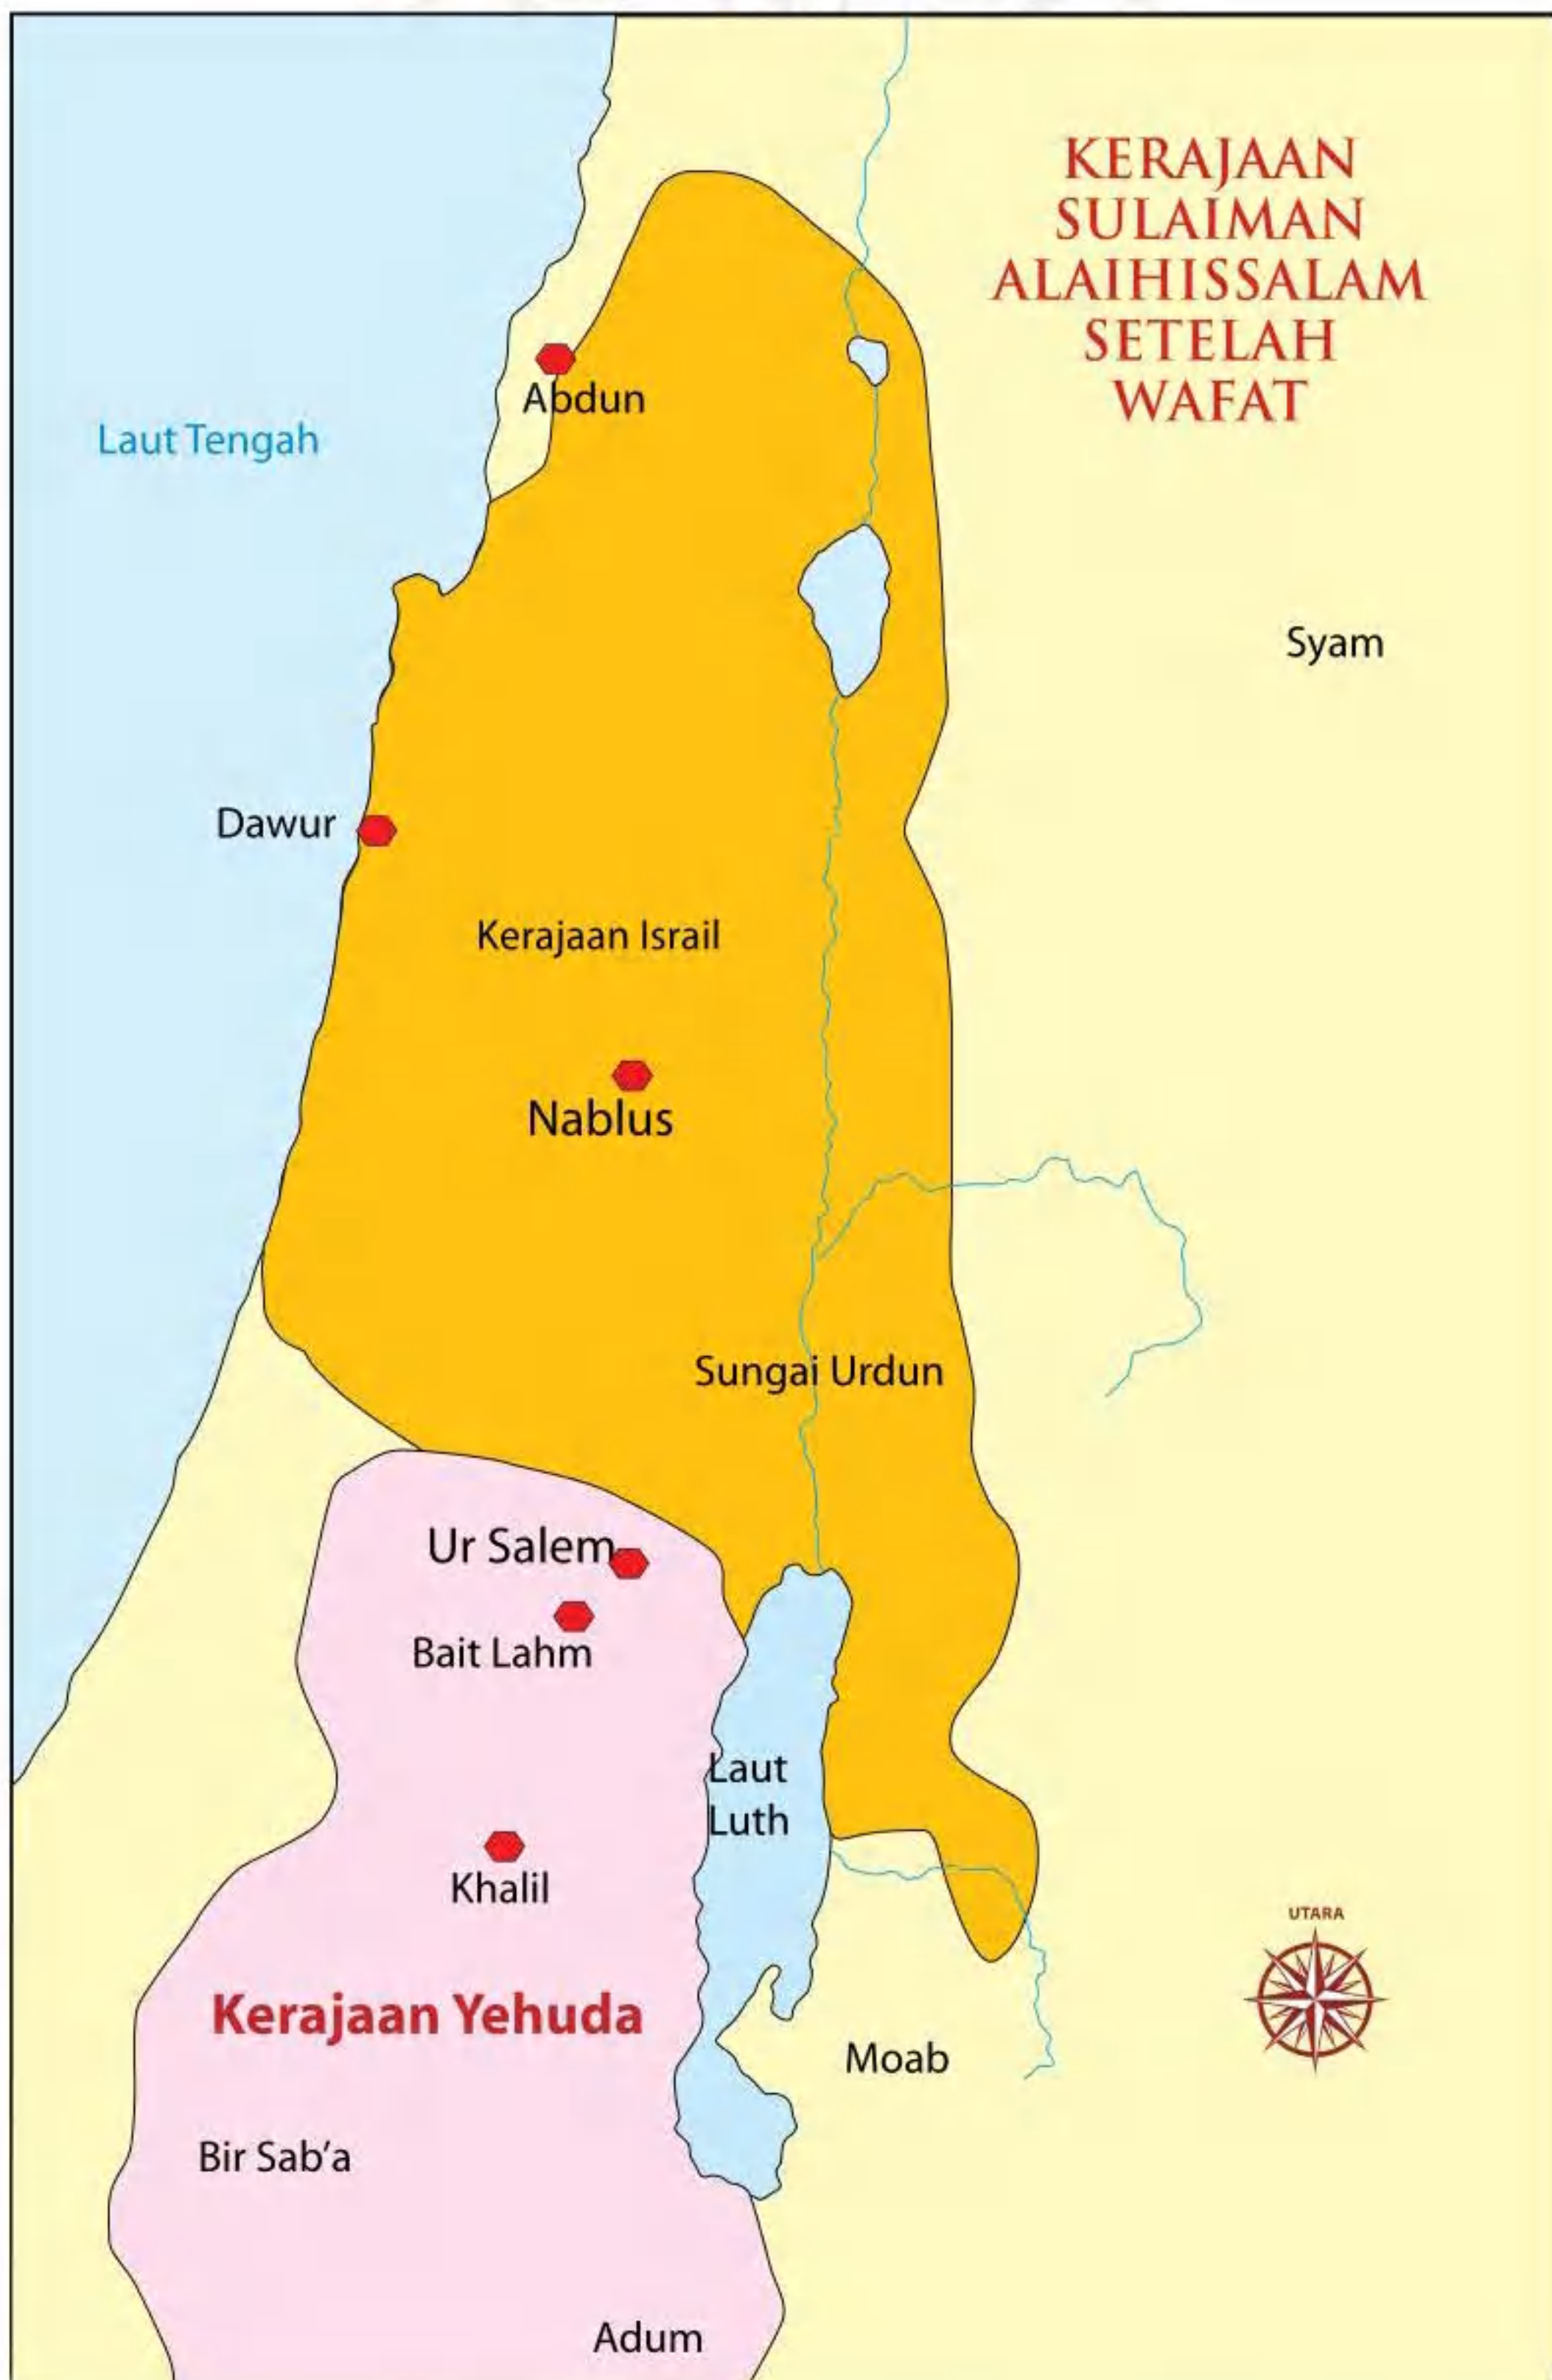 KERAJAAN
SULAIMAN
ALAIHISSALAM
SETELAH
WAFAT
Abdun
Laut Tengah
Syam
Dawur
Kerajaan Israil
Nablus
Sungai Urdun
Ur Salem
Bait Lahm
Laut
Luth
Khalil
UTARA
Kerajaan Yehuda
Moab
Bir Sab’a
Adum